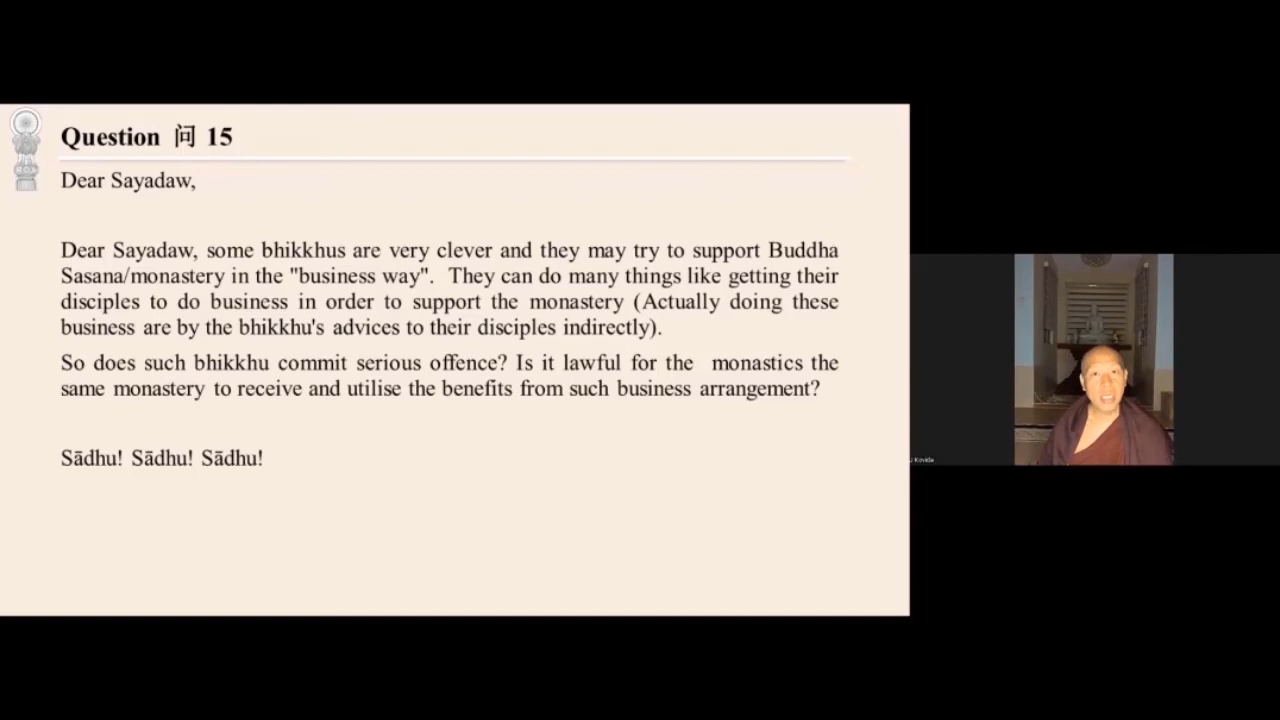 Question 问 15
Dear Sayadaw,
Dear Sayadaw, some bhikkhus are very clever and they may try to support Buddha
Sasana/monastery in the "business way". They can do many things like getting their
disciples to do business in order to support the monastery (Actually doing these
business are by the bhikkhu's advices to their disciples indirectly).
So does such bhikkhu commit serious offence? Is it lawful for the monastics the
same monastery to receive and utilise the benefits from such business arrangement?
Sādhu! Sādhu! Sādhu!
U Kovida